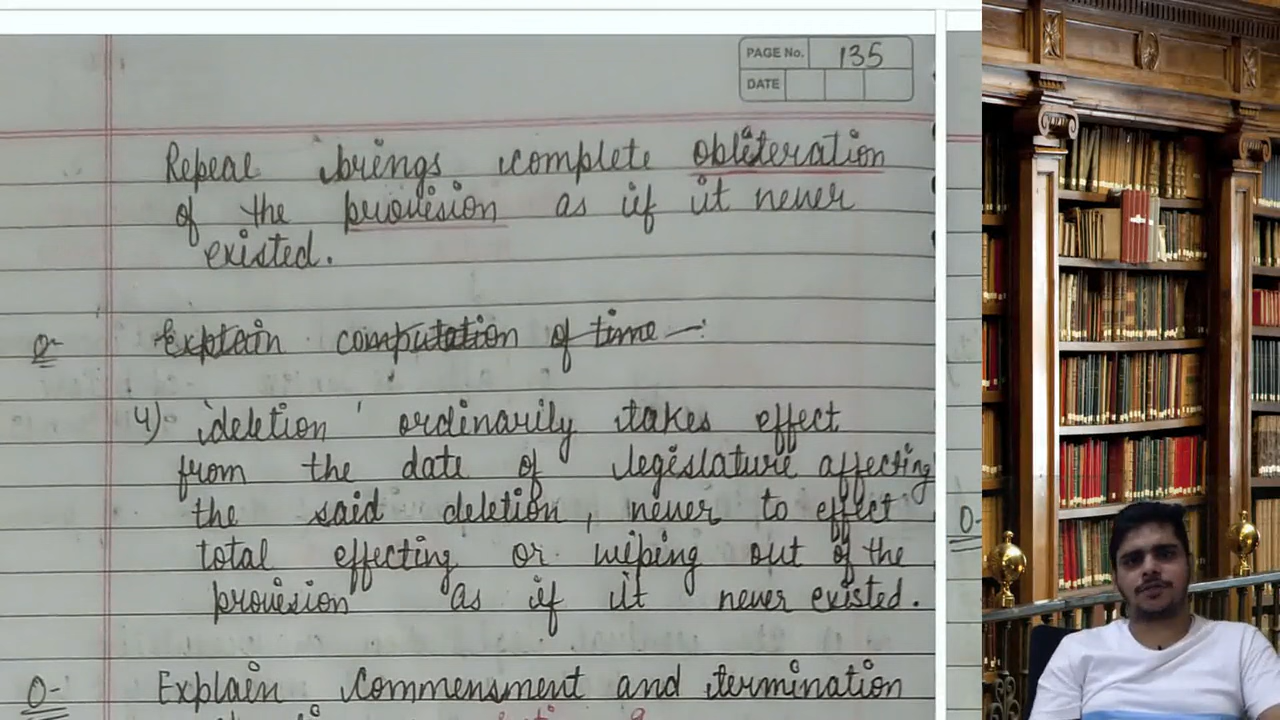 PAGE No. 135
DATE
Repeal brings complete obliteration
of the provision as if it never
existed.
Q- Explain computation of time -:
4) 'deletion' ordinarily takes effect
from the date of legislature affecting
the said deletion, never to effect
total effecting or wiping out of the
provision as if it never existed.
Q- Explain Commensment and termination
Q-